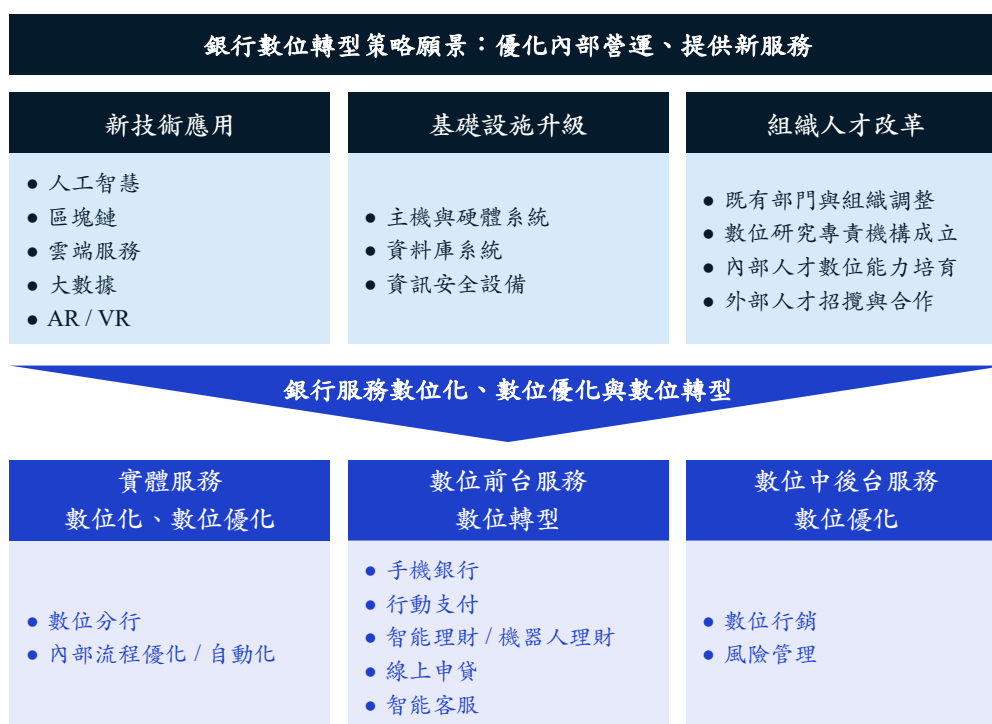 銀行數位轉型策略願景：優化內部營運、提供新服務
新技術應用
● 人工智慧
● 區塊鏈
● 雲端服務
● 大數據
● AR / VR
基礎設施升級
● 主機與硬體系統
● 資料庫系統
● 資訊安全設備
組織人才改革
● 既有部門與組織調整
● 數位研究專責機構成立
● 內部人才數位能力培育
● 外部人才招攬與合作
銀行服務數位化、數位優化與數位轉型
實體服務
數位化、數位優化
● 數位分行
● 內部流程優化 / 自動化
數位前台服務
數位轉型
● 手機銀行
● 行動支付
● 智能理財 / 機器人理財
● 線上申貸
● 智能客服
數位中後台服務
數位優化
● 數位行銷
● 風險管理